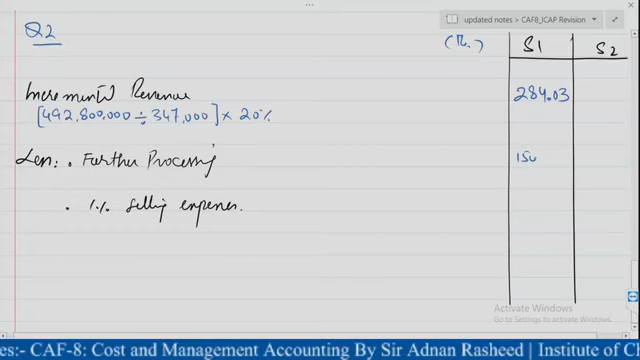 Q2
updated notes > CAF8_ICAP Revision
(Rs.) S1 S2
Incremental Revenue 284.03
[492,800,000 ÷ 347,000] × 20%
Less: • Further Processing 150
• 1% Selling expenses.
Activate Windows
Go to Settings to activate Windows.
es:- CAF-8: Cost and Management Accounting By Sir Adnan Rasheed | Institute of C